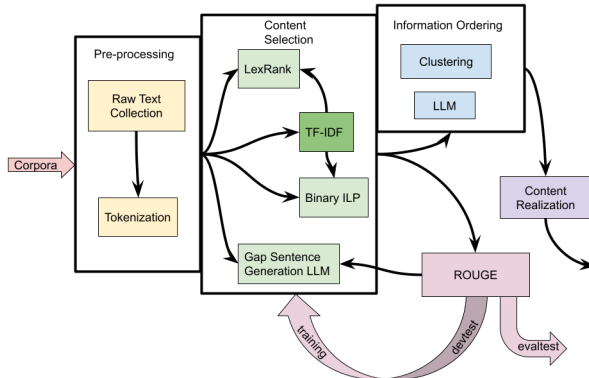 Corpora
Pre-processing
Raw Text
Collection
Tokenization
Content
Selection
LexRank
TF-IDF
Binary ILP
Gap Sentence
Generation LLM
Information Ordering
Clustering
LLM
Content
Realization
ROUGE
training
devtest
evaltest